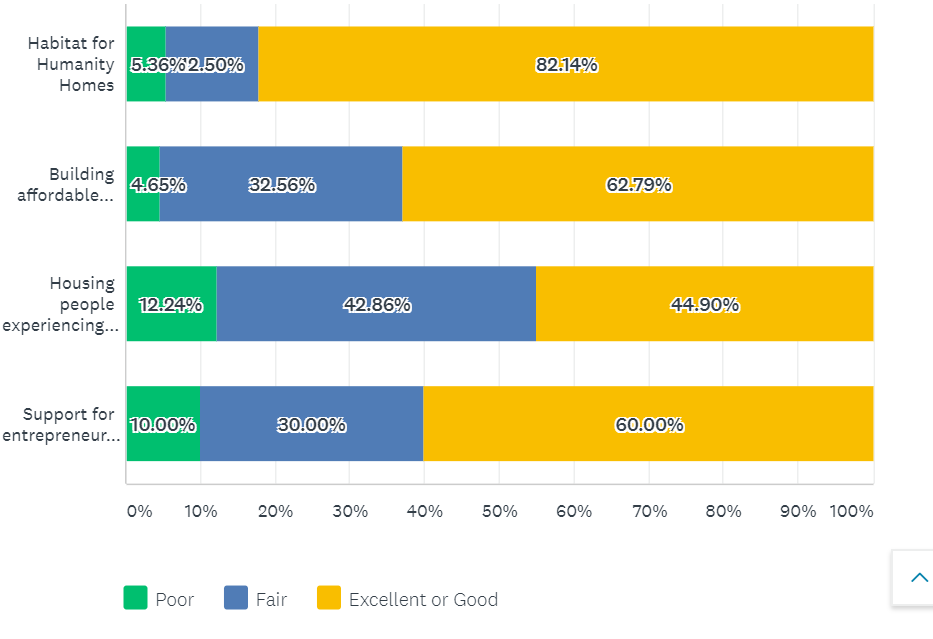 Habitat for
Humanity
Homes
5.36% 12.50% 82.14%
Building
affordable...
4.65% 32.56% 62.79%
Housing
people
experiencing...
12.24% 42.86% 44.90%
Support for
entrepreneur...
10.00% 30.00% 60.00%
0% 10% 20% 30% 40% 50% 60% 70% 80% 90% 100%
Poor Fair Excellent or Good